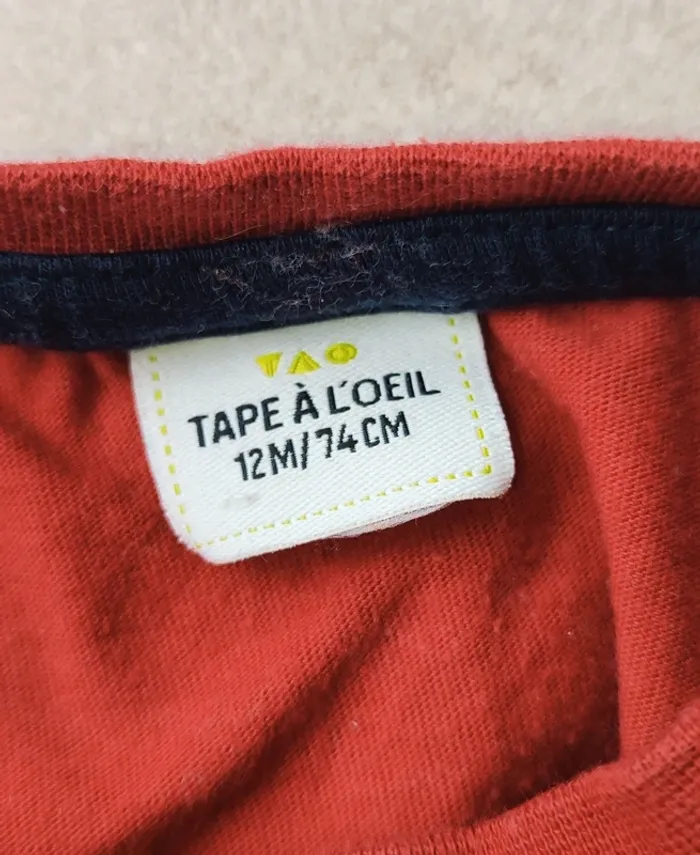 TAO
TAPE À L'OEIL
12M/74CM